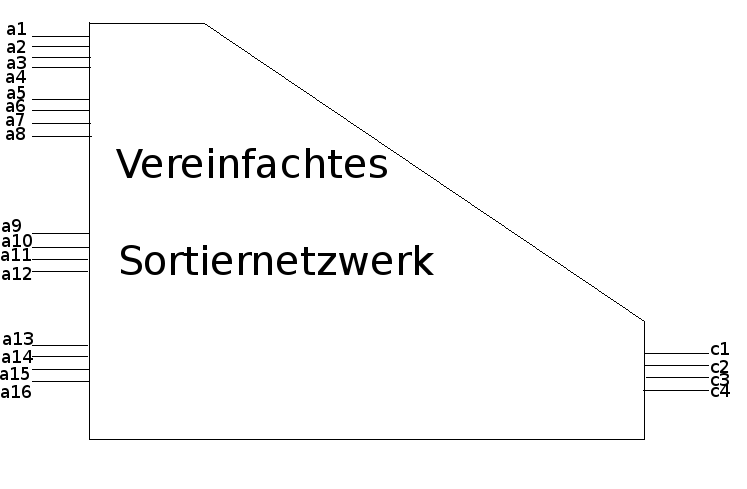 a1
a2
a3
a4
a5
a6
a7
a8
Vereinfachtes
a9
a10
a11
a12
Sortiernetzwerk
a13
a14
a15
a16
c1
c2
c3
c4